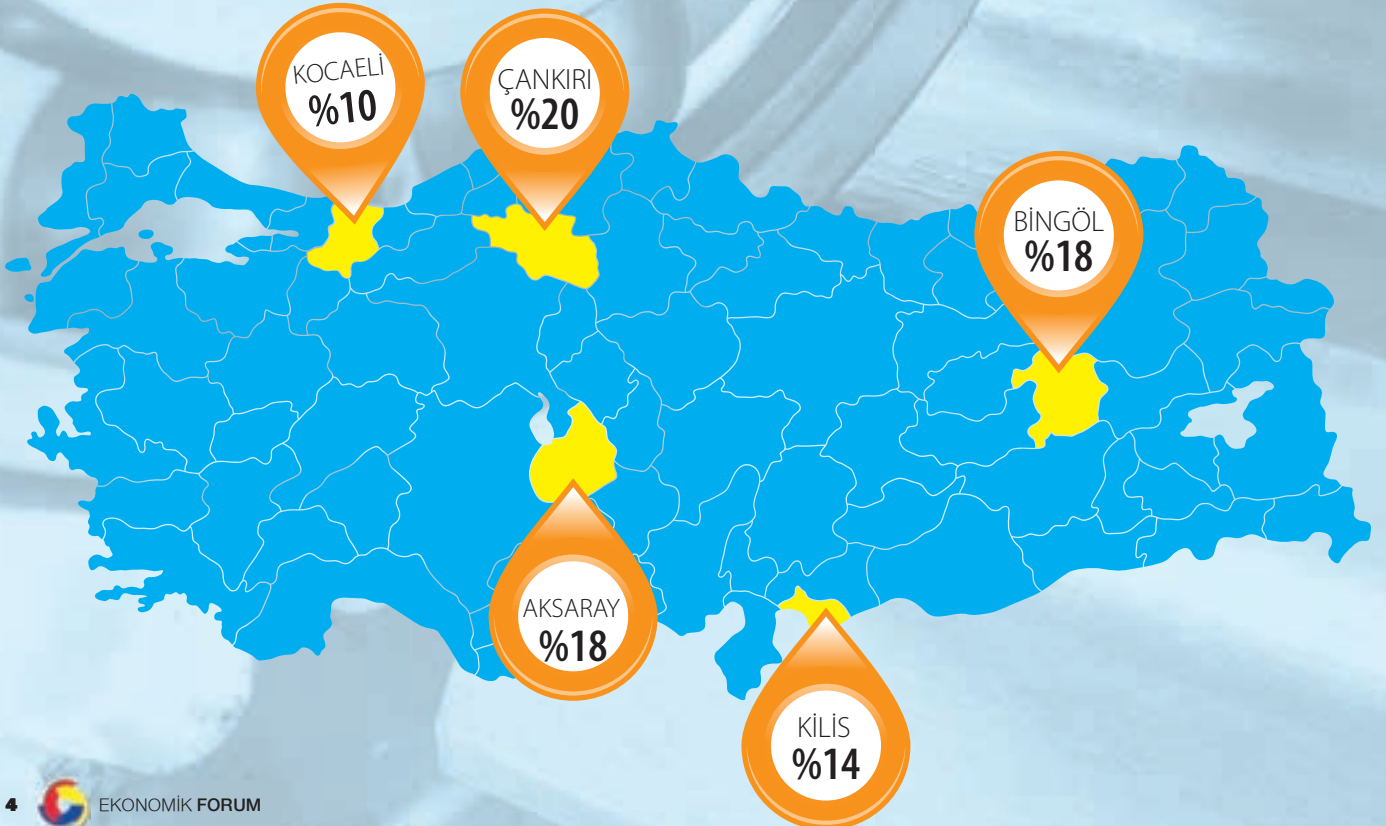 KOCAELİ
%10
ÇANKIRI
%20
BİNGÖL
%18
AKSARAY
%18
KİLİS
%14
4 EKONOMİK FORUM